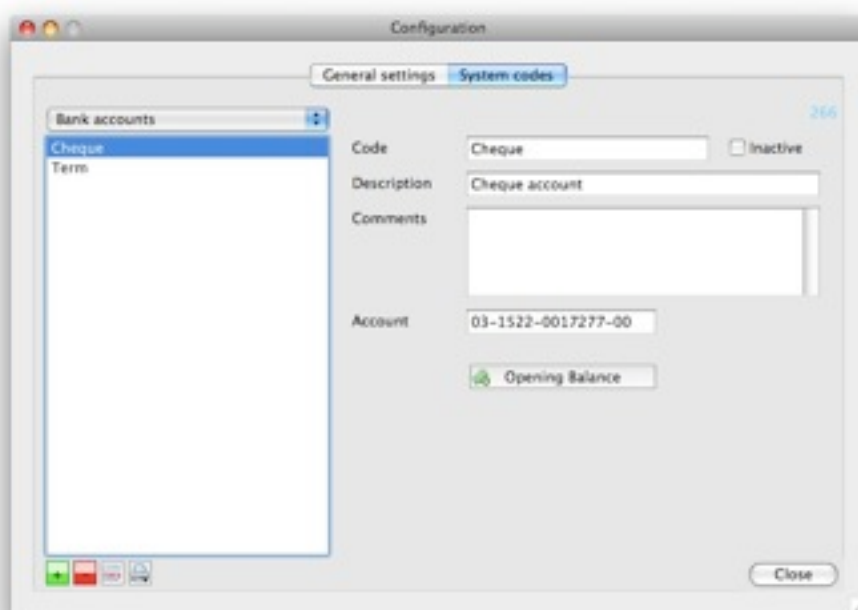 Configuration
General settings System codes
266
Bank accounts
Cheque
Term
Code Cheque Inactive
Description Cheque account
Comments
Account 03-1522-0017277-00
Opening Balance
Close